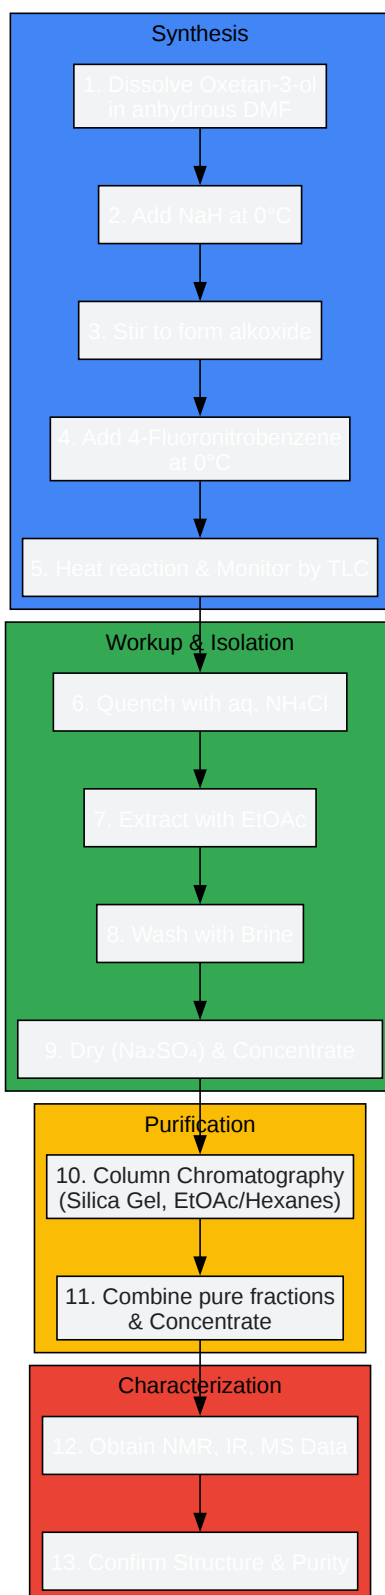 Synthesis
1. Dissolve Oxetan-3-ol
in anhydrous DMF
2. Add NaH at 0°C
3. Stir to form alkoxide
4. Add 4-Fluoronitrobenzene
at 0°C
5. Heat reaction & Monitor by TLC
Workup & Isolation
6. Quench with aq. NH₄Cl
7. Extract with EtOAc
8. Wash with Brine
9. Dry (Na₂SO₄) & Concentrate
Purification
10. Column Chromatography
(Silica Gel, EtOAc/Hexanes)
11. Combine pure fractions
& Concentrate
Characterization
12. Obtain NMR, IR, MS Data
13. Confirm Structure & Purity